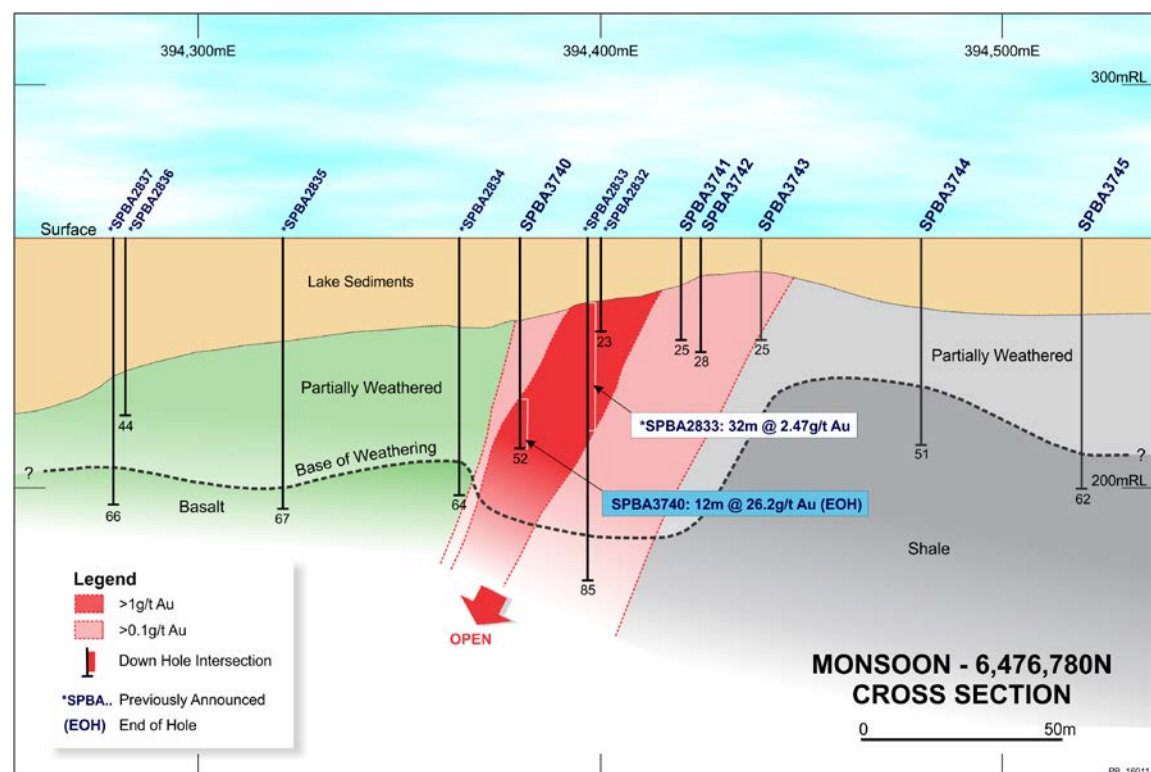 394,300mE
394,400mE
394,500mE
300mRL
*SPBA2837
*SPBA2836
*SPBA2835
*SPBA2834
SPBA3740
*SPBA2833
*SPBA2832
SPBA3741
SPBA3742
SPBA3743
SPBA3744
SPBA3745
Surface
Lake Sediments
23
25
28
25
Partially Weathered
Partially Weathered
44
*SPBA2833: 32m @ 2.47g/t Au
52
51
Base of Weathering
?
?
200mRL
66
Basalt
67
64
SPBA3740: 12m @ 26.2g/t Au (EOH)
62
Shale
85
OPEN
Legend
>1g/t Au
>0.1g/t Au
Down Hole Intersection
*SPBA.. Previously Announced
(EOH) End of Hole
MONSOON - 6,476,780N
CROSS SECTION
0 50m